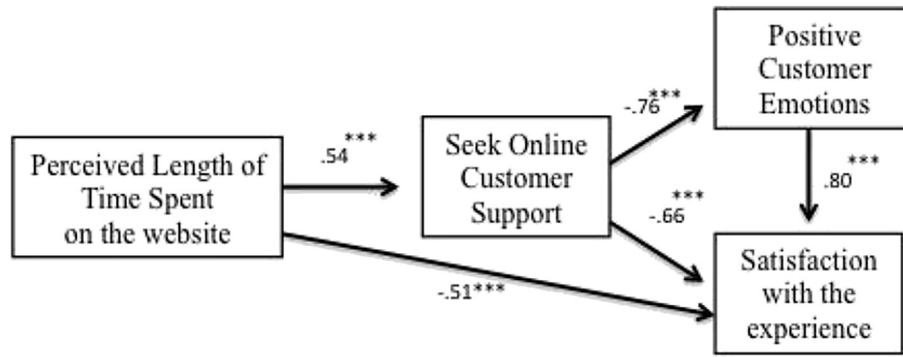 Perceived Length of
Time Spent
on the website
.54***
Seek Online
Customer
Support
-.76***
-.66***
-.51***
Positive
Customer
Emotions
.80***
Satisfaction
with the
experience